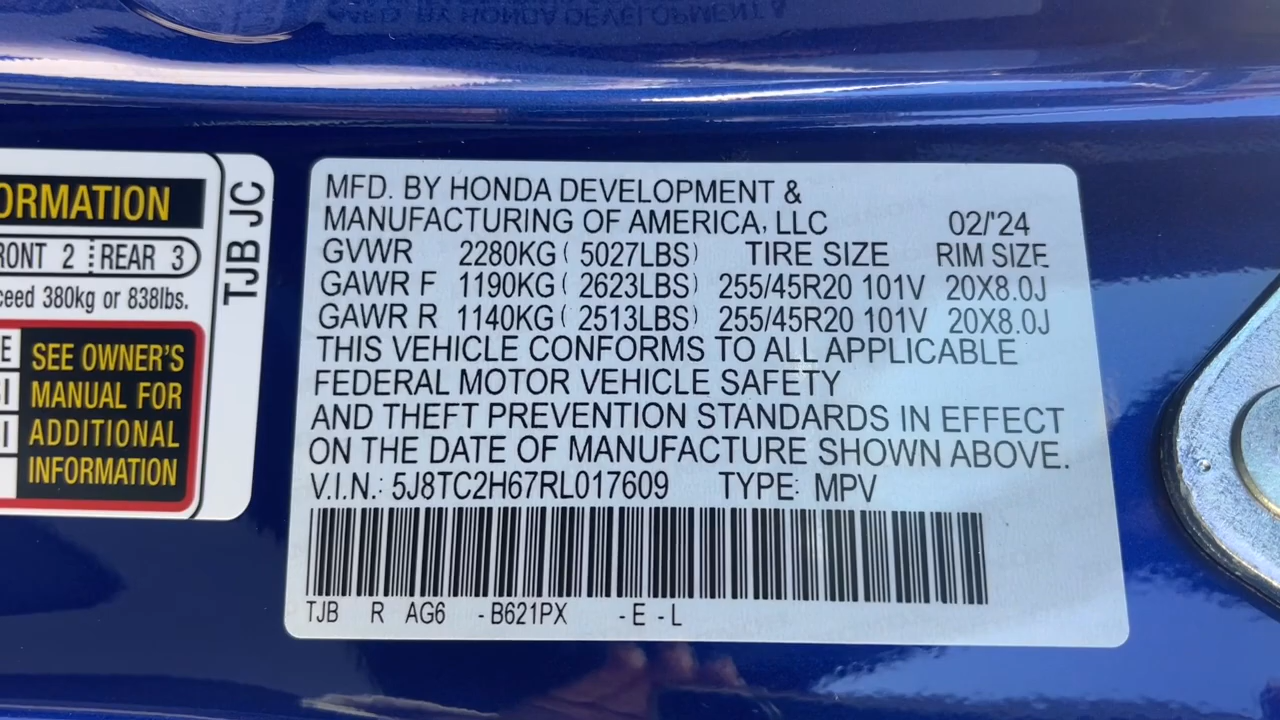 ORMATION
RONT 2 REAR 3
ceed 380kg or 838lbs.
SEE OWNER'S
MANUAL FOR
ADDITIONAL
INFORMATION
TJB JC
MFD. BY HONDA DEVELOPMENT &
MANUFACTURING OF AMERICA, LLC 02/'24
GVWR 2280KG ( 5027LBS) TIRE SIZE RIM SIZE
GAWR F 1190KG ( 2623LBS) 255/45R20 101V 20X8.0J
GAWR R 1140KG ( 2513LBS) 255/45R20 101V 20X8.0J
THIS VEHICLE CONFORMS TO ALL APPLICABLE
FEDERAL MOTOR VEHICLE SAFETY
AND THEFT PREVENTION STANDARDS IN EFFECT
ON THE DATE OF MANUFACTURE SHOWN ABOVE.
V.I.N.: 5J8TC2H67RL017609 TYPE: MPV
TJB R AG6 -B621PX -E-L